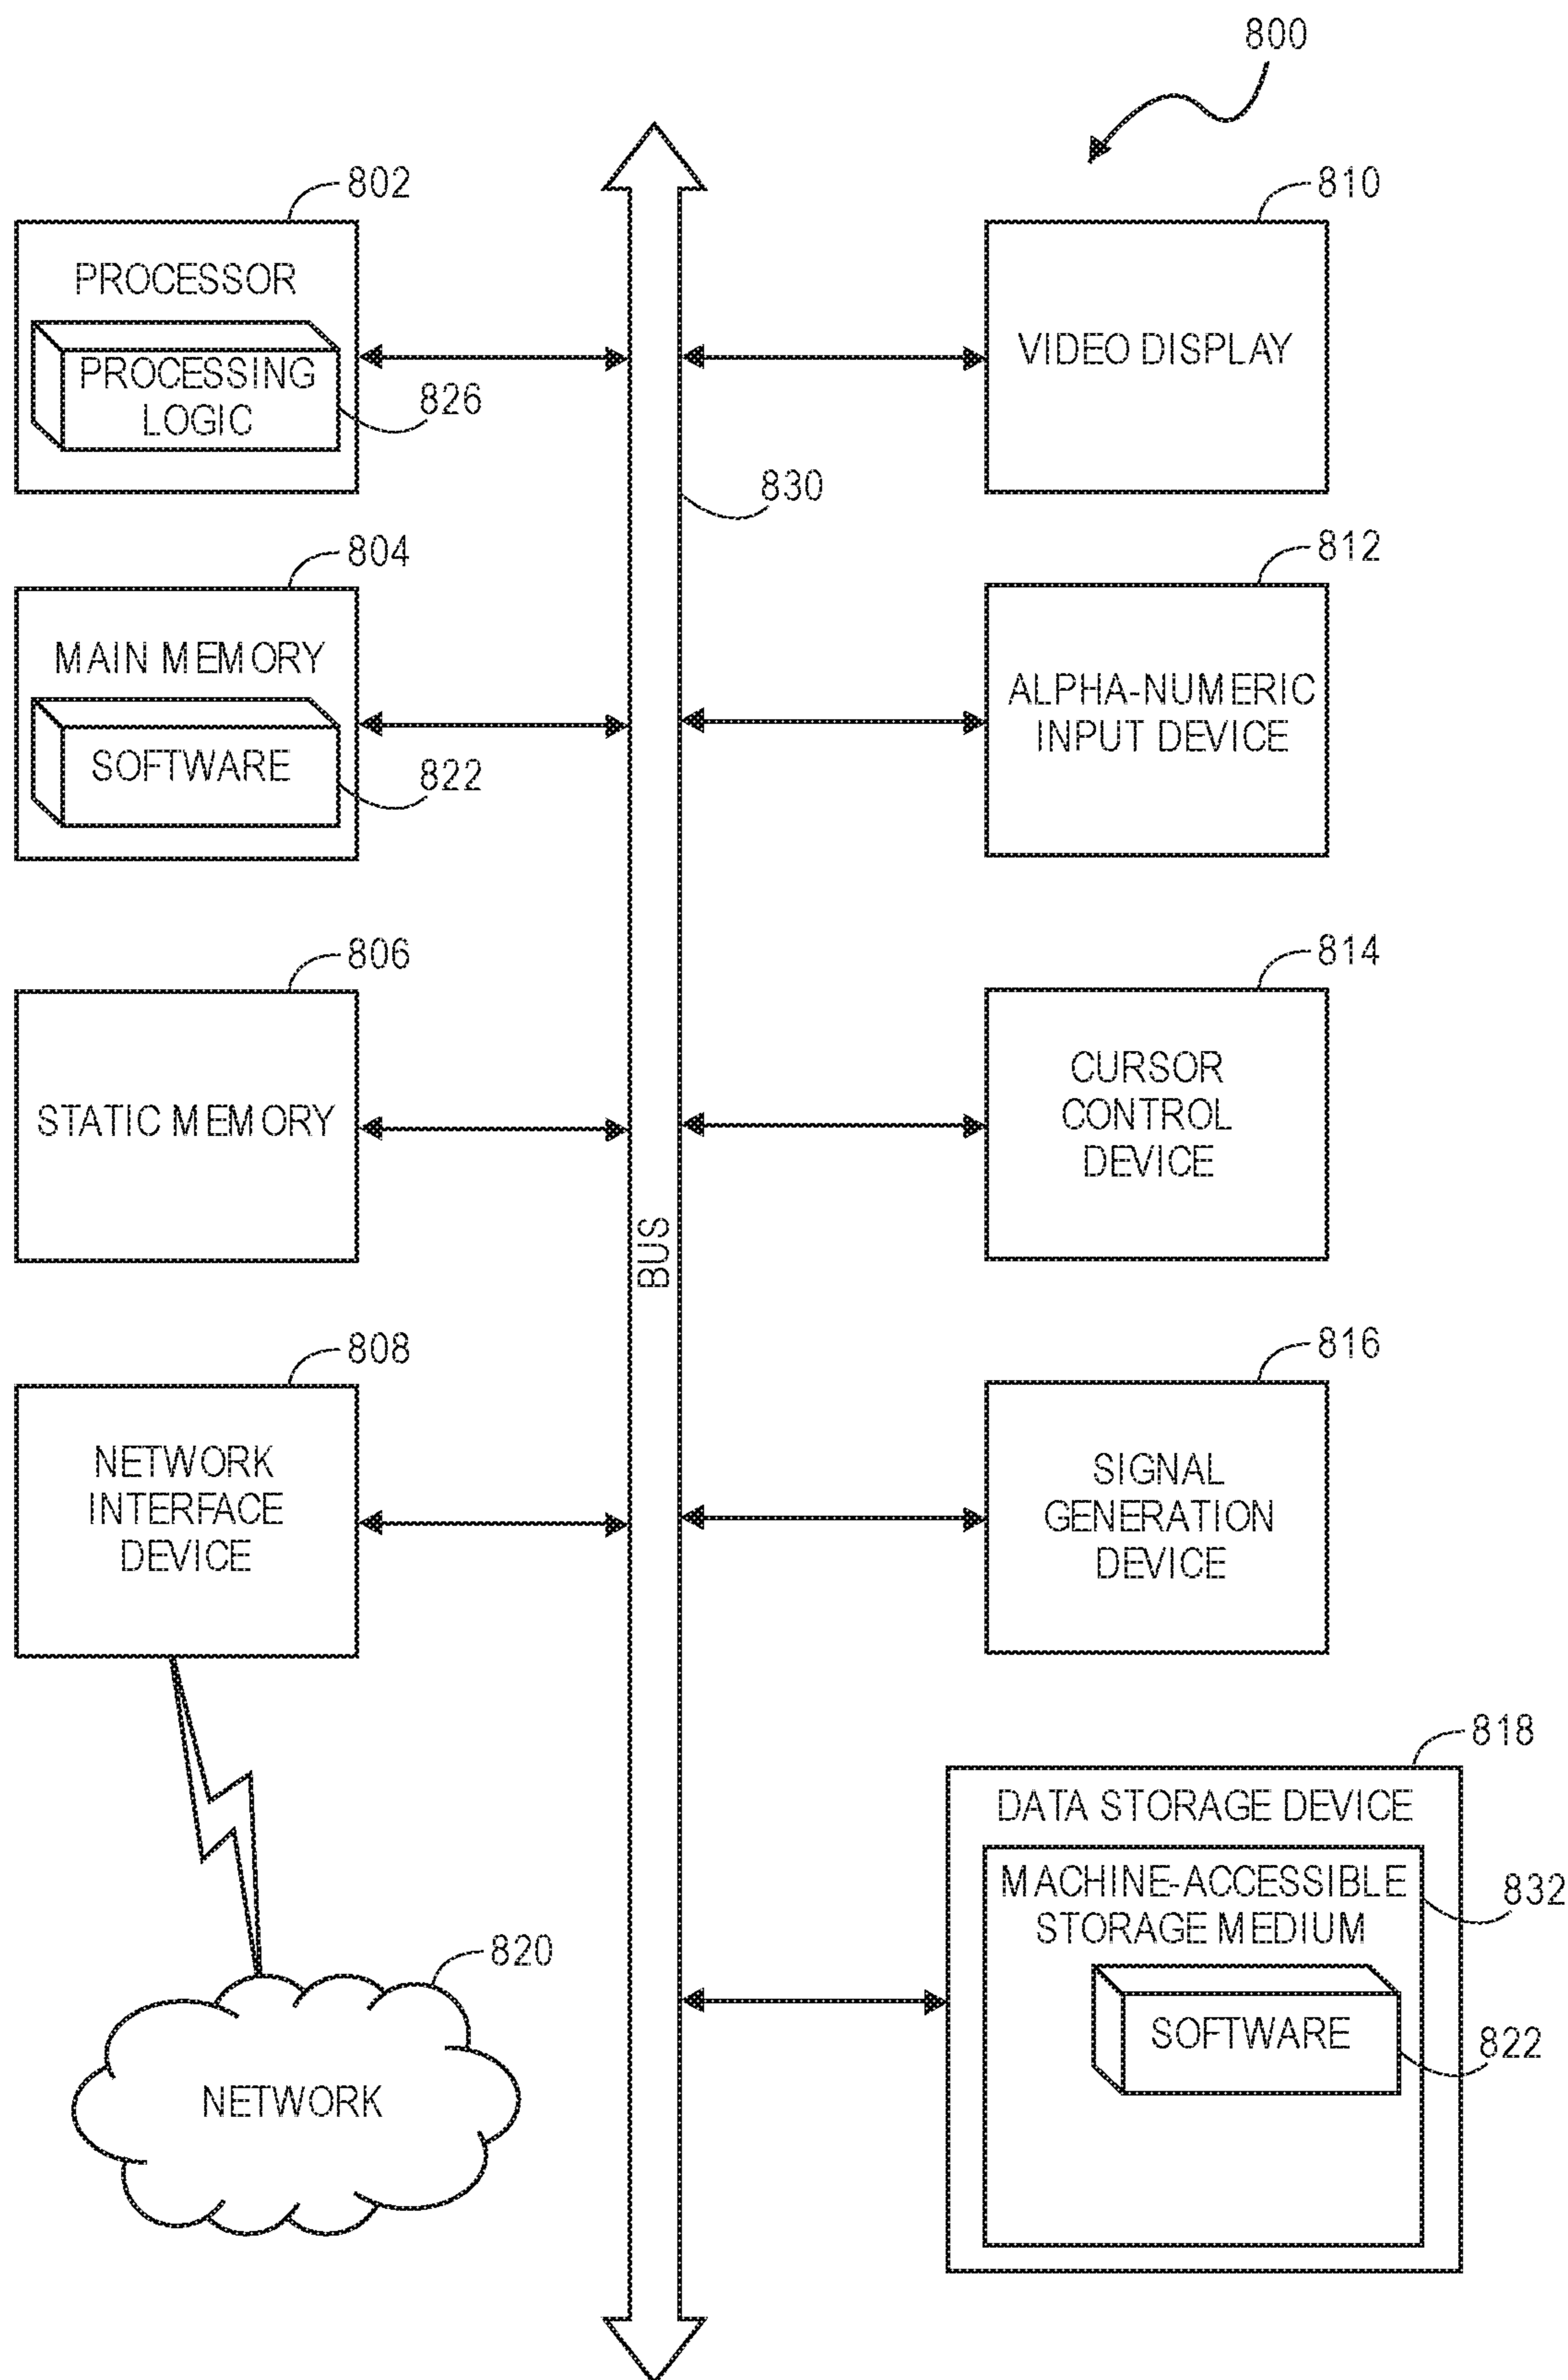 800
802
PROCESSOR
PROCESSING
LOGIC
826
810
VIDEO DISPLAY
830
804
MAIN MEMORY
SOFTWARE
822
812
ALPHA-NUMERIC
INPUT DEVICE
806
STATIC MEMORY
814
CURSOR
CONTROL
DEVICE
BUS
808
NETWORK
INTERFACE
DEVICE
816
SIGNAL
GENERATION
DEVICE
818
DATA STORAGE DEVICE
MACHINE-ACCESSIBLE
STORAGE MEDIUM
832
SOFTWARE
822
820
NETWORK